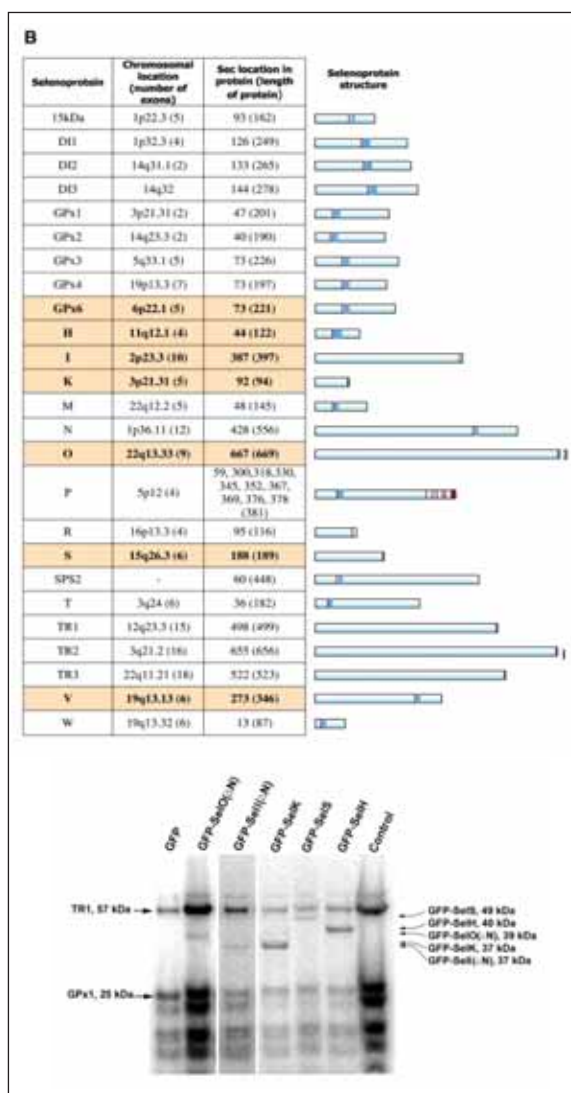 B
Selenoprotein | Chromosomal location (number of exons) | Sec location in protein (length of protein) | Selenoprotein structure
15kDa | 1p22.3 (5) | 93 (162)
DI1 | 1p32.3 (4) | 126 (249)
DI2 | 14q31.1 (2) | 133 (265)
DI3 | 14q32 | 144 (278)
GPx1 | 3p21.31 (2) | 47 (201)
GPx2 | 14q23.3 (2) | 40 (190)
GPx3 | 5q33.1 (5) | 73 (226)
GPx4 | 19p13.3 (7) | 73 (197)
GPx6 | 6p22.1 (5) | 73 (221)
H | 11q12.1 (4) | 44 (122)
I | 2p23.3 (10) | 387 (397)
K | 3p21.31 (5) | 92 (94)
M | 22q12.2 (5) | 48 (145)
N | 1p36.11 (12) | 428 (556)
O | 22q13.33 (9) | 667 (669)
P | 5p12 (4) | 59, 300,318,330, 345, 352, 367, 369, 376, 378 (381)
R | 16p13.3 (4) | 95 (116)
S | 15q26.3 (6) | 188 (189)
SPS2 | - | 60 (448)
T | 3q24 (6) | 36 (182)
TR1 | 12q23.3 (15) | 498 (499)
TR2 | 3q21.2 (16) | 655 (656)
TR3 | 22q11.21 (18) | 522 (523)
V | 19q13.13 (6) | 273 (346)
W | 19q13.32 (6) | 13 (87)
GFP
GFP-SelO(∆N)
GFP-SelI(∆N)
GFP-SelK
GFP-SelS
GFP-SelH
Control
TR1, 57 kDa
GPx1, 25 kDa
GFP-SelS, 49 kDa
GFP-SelH, 40 kDa
GFP-SelO(∆N), 39 kDa
GFP-SelK, 37 kDa
GFP-SelI(∆N), 37 kDa